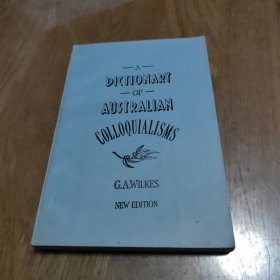 A
DICTIONARY
OF
AUSTRALIAN
COLLOQUIALISMS
G.A.WILKES
NEW EDITION